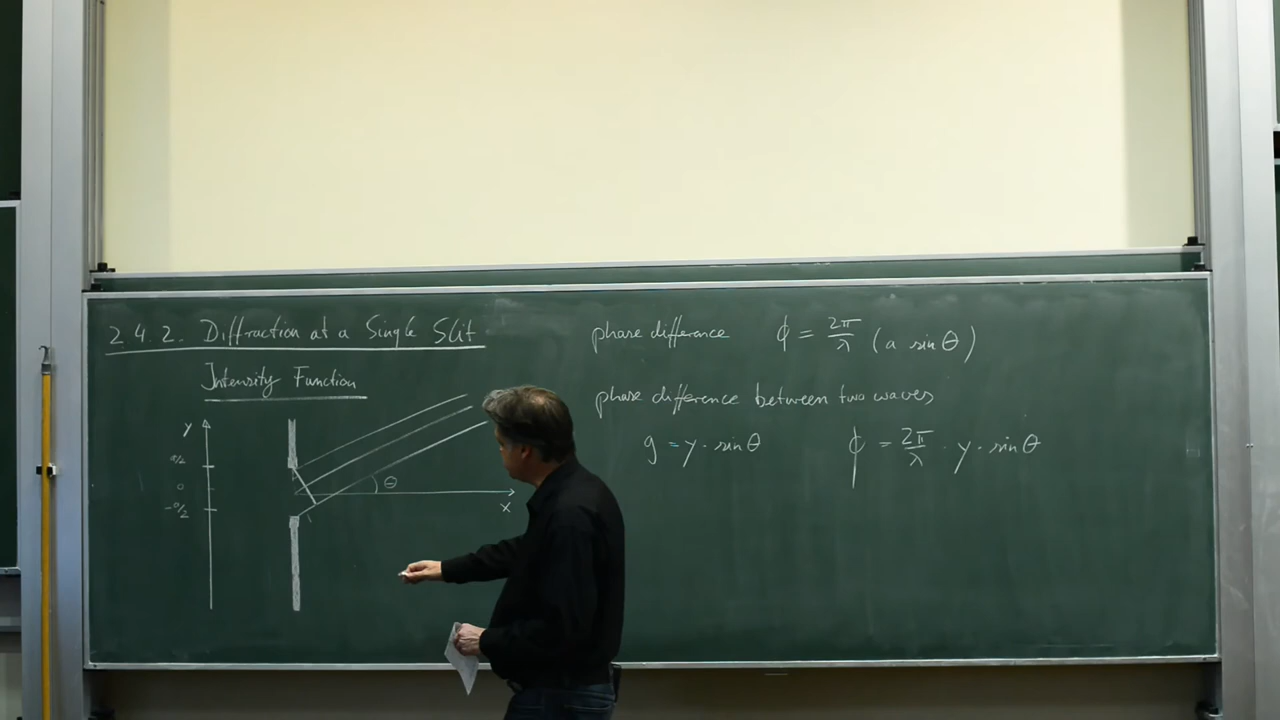 2.4.2. Diffraction at a Single Slit
Intensity Function
y
a/2
0
-a/2
θ
x
phase difference ϕ = 2π/λ (a sin θ)
phase difference between two waves
g = y · sin θ ϕ = 2π/λ · y · sin θ